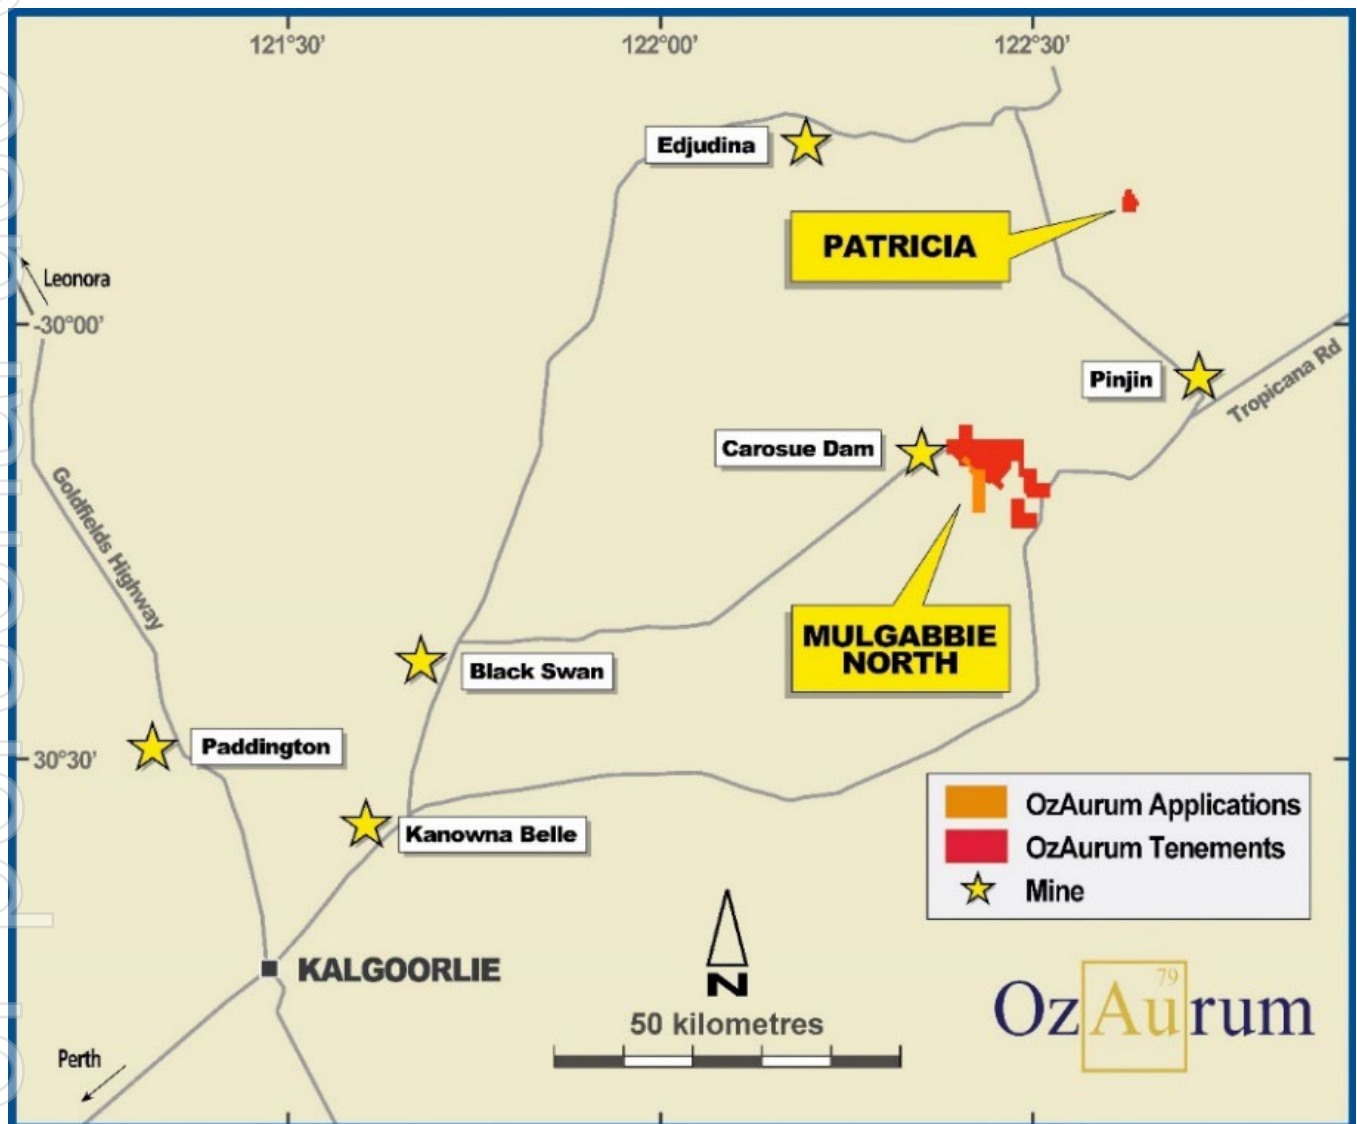 121°30'
122°00'
122°30'
Edjudina
PATRICIA
Leonora
-30°00'
Pinjin
Tropicana Rd
Carosue Dam
Goldfields Highway
MULGABBIE
NORTH
Black Swan
Paddington
30°30'
Kanowna Belle
OzAurum Applications
OzAurum Tenements
Mine
KALGOORLIE
N
50 kilometres
79
OzAurum
Perth